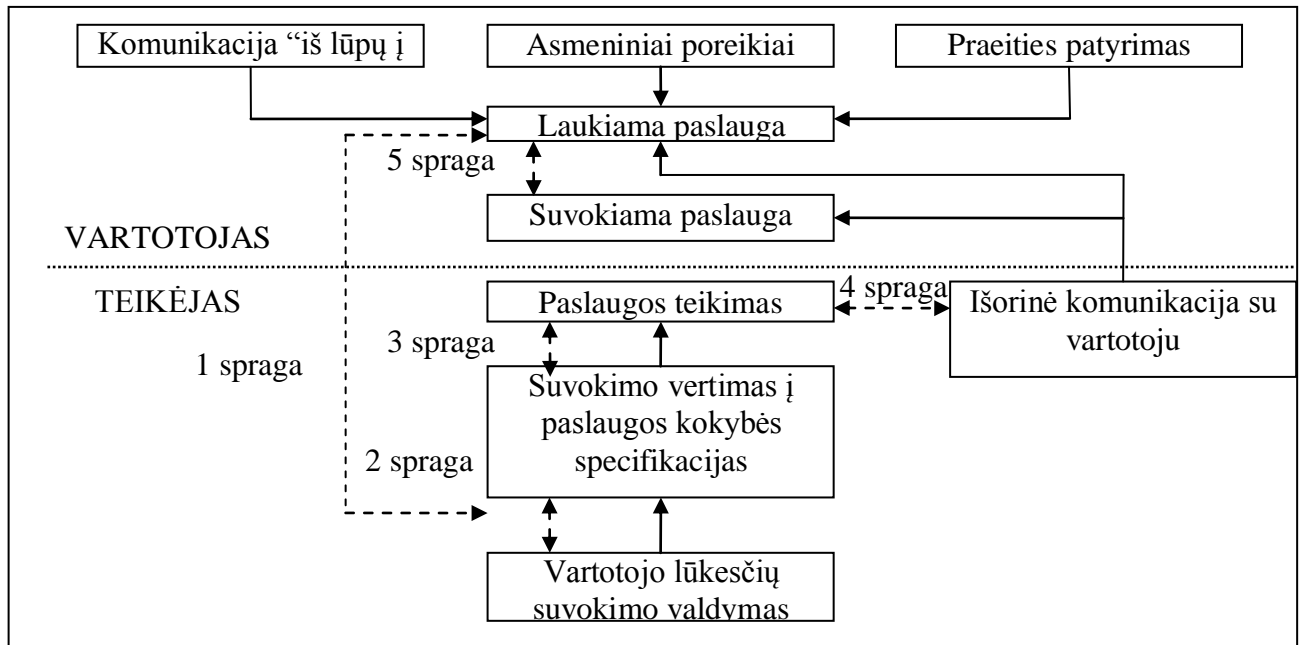 Komunikacija “iš lūpų į
Asmeniniai poreikiai
Praeities patyrimas
Laukiama paslauga
5 spraga
Suvokiama paslauga
VARTOTOJAS
TEIKĖJAS
Paslaugos teikimas
4 spraga
Išorinė komunikacija su
vartotoju
3 spraga
1 spraga
Suvokimo vertimas į
paslaugos kokybės
specifikacijas
2 spraga
Vartotojo lūkesčių
suvokimo valdymas